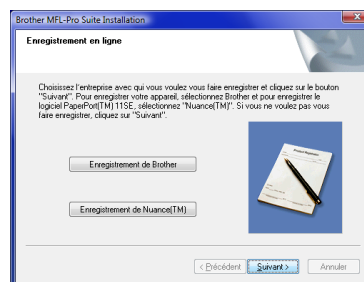 Brother MFL-Pro Suite Installation
Enregistrement en ligne
Choisissez l'entreprise avec qui vous voulez vous faire enregistrer et cliquez sur le bouton
"Suivant". Pour enregistrer votre appareil, sélectionnez Brother et pour enregistrer le
logiciel PaperPort(TM) 11SE, sélectionnez "Nuance(TM)". Si vous ne voulez pas vous
faire enregistrer, cliquez sur "Suivant".
Enregistrement de Brother
Enregistrement de Nuance(TM)
< Précédent
Suivant >
Annuler